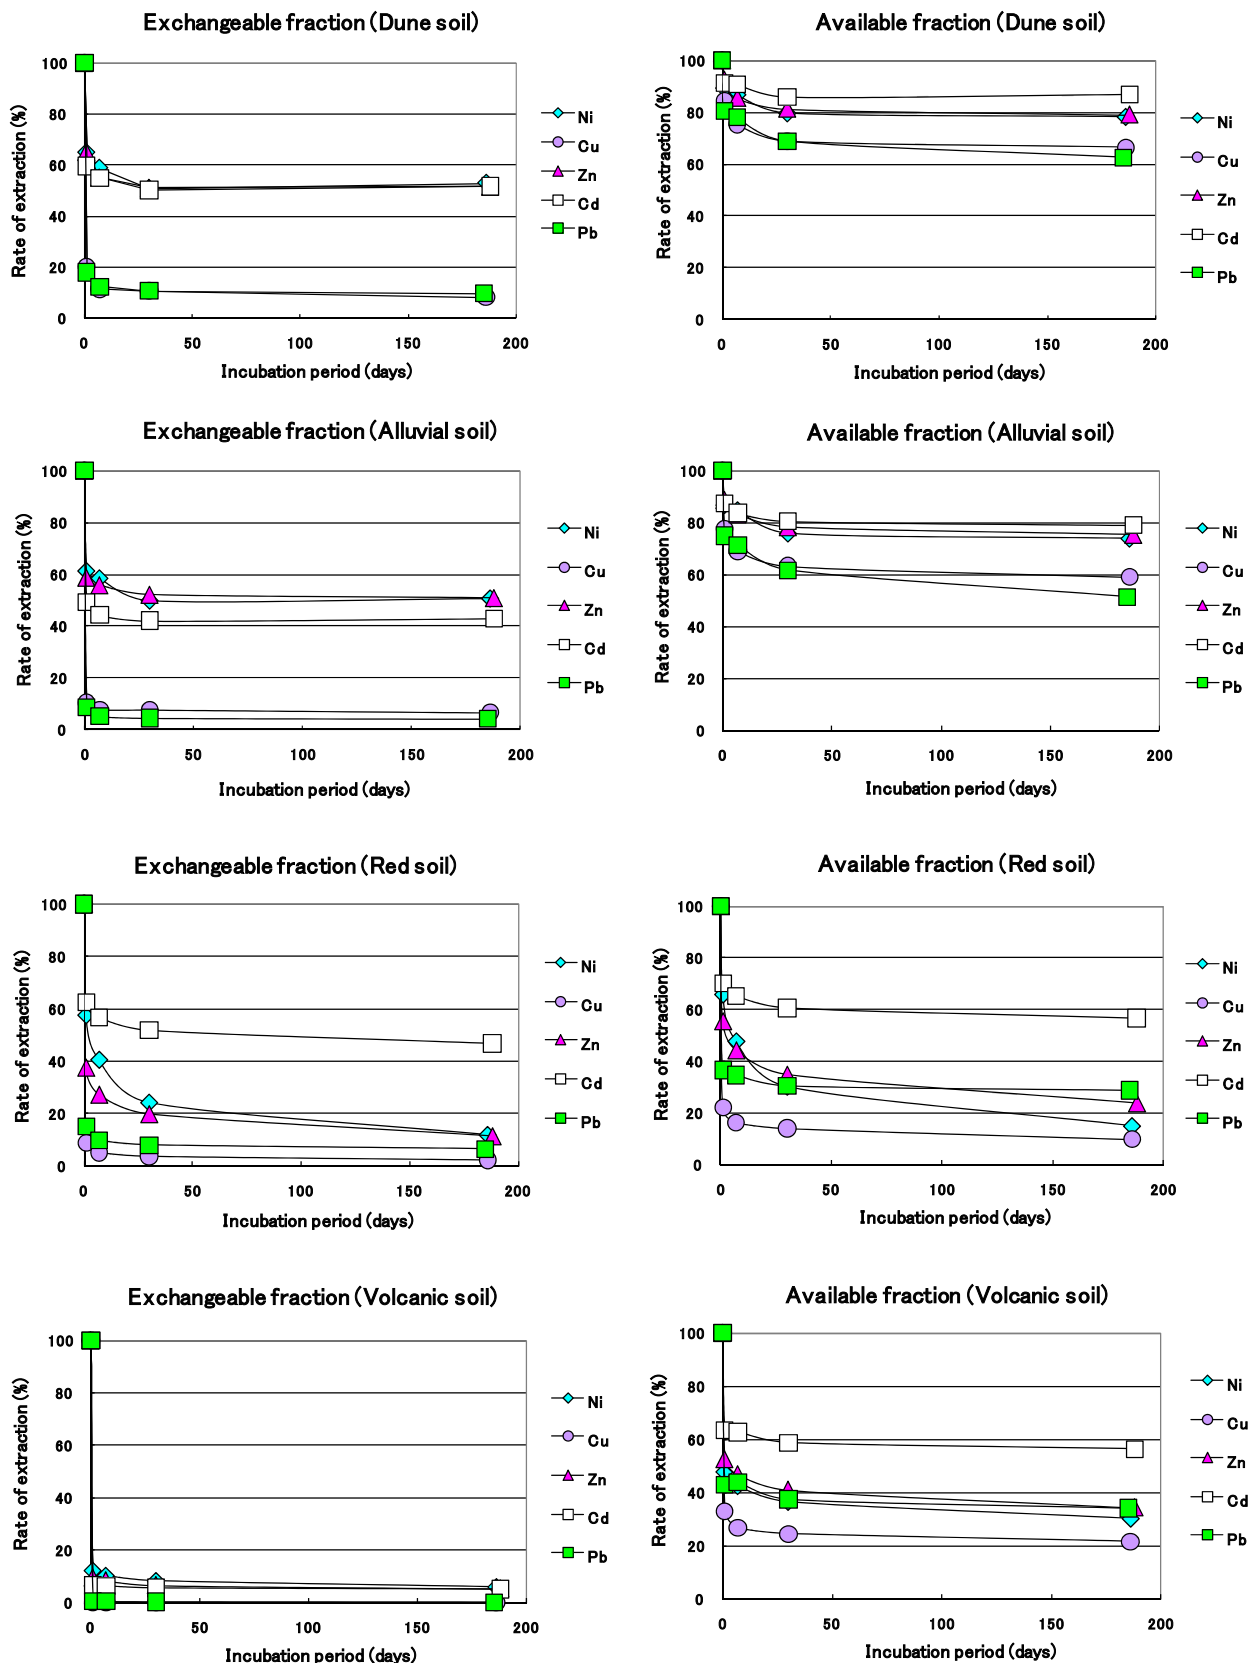 Exchangeable fraction (Dune soil)
100
80
60
40
20
0
0 50 100 150 200
Rate of extraction (%)
Incubation period (days)
Ni
Cu
Zn
Cd
Pb
Available fraction (Dune soil)
100
80
60
40
20
0
0 50 100 150 200
Rate of extraction (%)
Incubation period (days)
Ni
Cu
Zn
Cd
Pb
Exchangeable fraction (Alluvial soil)
100
80
60
40
20
0
0 50 100 150 200
Rate of extraction (%)
Incubation period (days)
Ni
Cu
Zn
Cd
Pb
Available fraction (Alluvial soil)
100
80
60
40
20
0
0 50 100 150 200
Rate of extraction (%)
Incubation period (days)
Ni
Cu
Zn
Cd
Pb
Exchangeable fraction (Red soil)
100
80
60
40
20
0
0 50 100 150 200
Rate of extraction (%)
Incubation period (days)
Ni
Cu
Zn
Cd
Pb
Available fraction (Red soil)
100
80
60
40
20
0
0 50 100 150 200
Rate of extraction (%)
Incubation period (days)
Ni
Cu
Zn
Cd
Pb
Exchangeable fraction (Volcanic soil)
100
80
60
40
20
0
0 50 100 150 200
Rate of extraction (%)
Incubation period (days)
Ni
Cu
Zn
Cd
Pb
Available fraction (Volcanic soil)
100
80
60
40
20
0
0 50 100 150 200
Rate of extraction (%)
Incubation period (days)
Ni
Cu
Zn
Cd
Pb